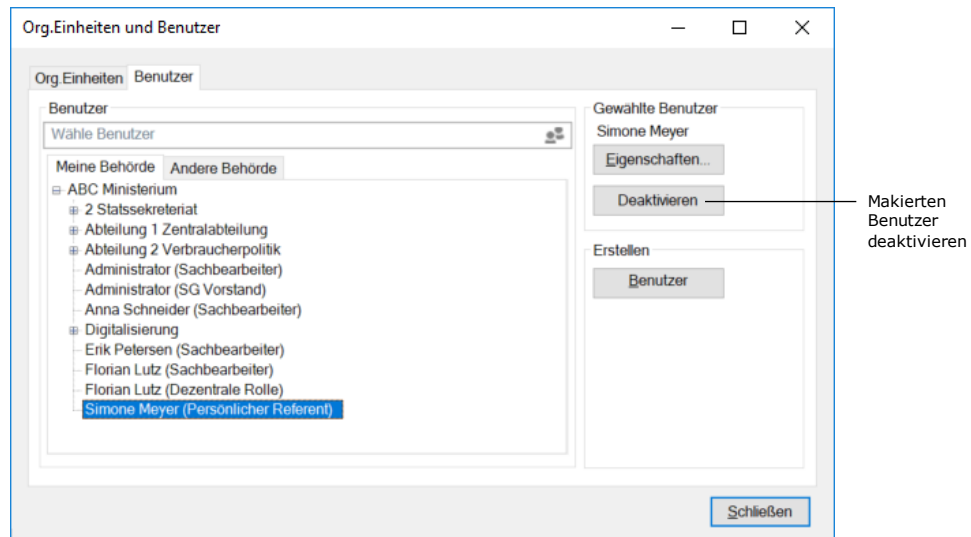 Org.Einheiten und Benutzer
Org.Einheiten Benutzer
Benutzer
Wähle Benutzer
Meine Behörde Andere Behörde
ABC Ministerium
2 Statssekreteriat
Abteilung 1 Zentralabteilung
Abteilung 2 Verbraucherpolitik
Administrator (Sachbearbeiter)
Administrator (SG Vorstand)
Anna Schneider (Sachbearbeiter)
Digitalisierung
Erik Petersen (Sachbearbeiter)
Florian Lutz (Sachbearbeiter)
Florian Lutz (Dezentrale Rolle)
Simone Meyer (Persönlicher Referent)
Gewählte Benutzer
Simone Meyer
Eigenschaften...
Deaktivieren
Erstellen
Benutzer
Makierten
Benutzer
deaktivieren
Schließen